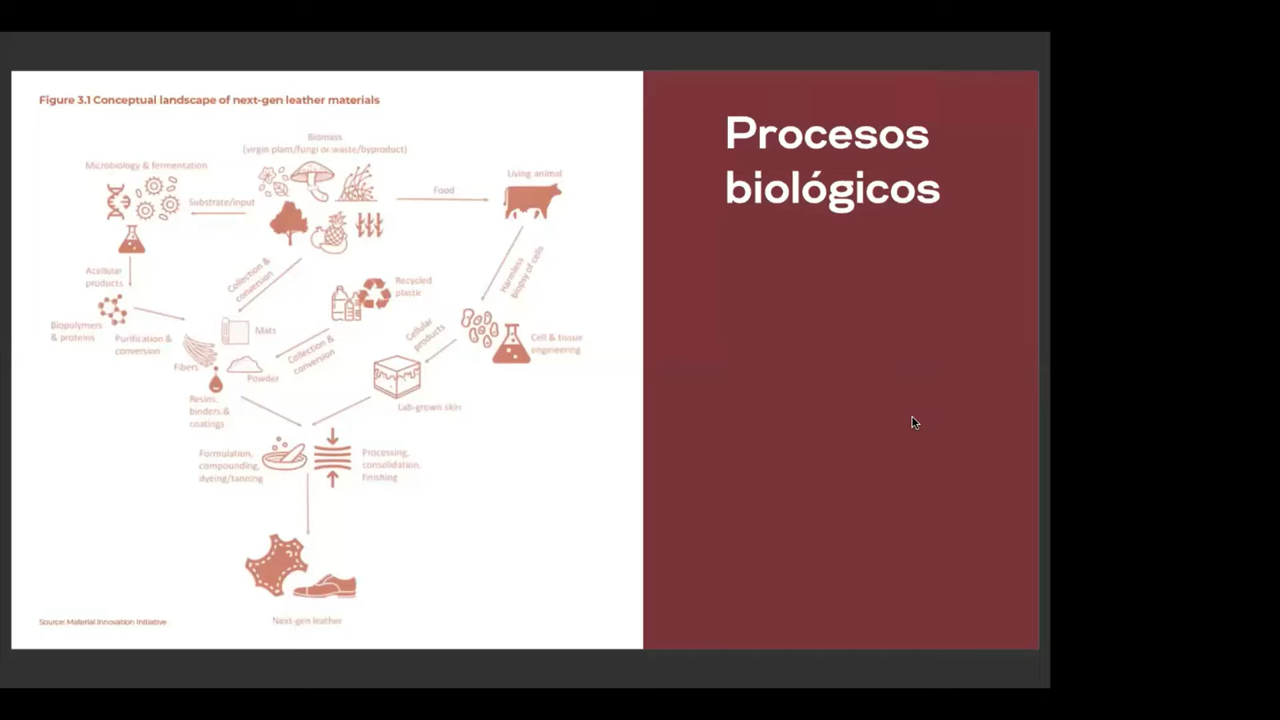 Figure 3.1 Conceptual landscape of next-gen leather materials
Biomass
(virgin plant/fungi or waste/byproduct)
Microbiology & fermentation
Substrate/input
Food
Living animal
Collection &
conversion
Harmless
biopsy of cells
Acellular
products
Recycled
plastic
Biopolymers
& proteins
Purification &
conversion
Mats
Fibers
Powder
Collection &
conversion
Cellular
products
Cell & tissue
engineering
Resins,
binders &
coatings
Lab-grown skin
Formulation,
compounding,
dyeing/tanning
Processing,
consolidation,
finishing
Next-gen leather
Source: Material Innovation Initiative
Procesos
biológicos